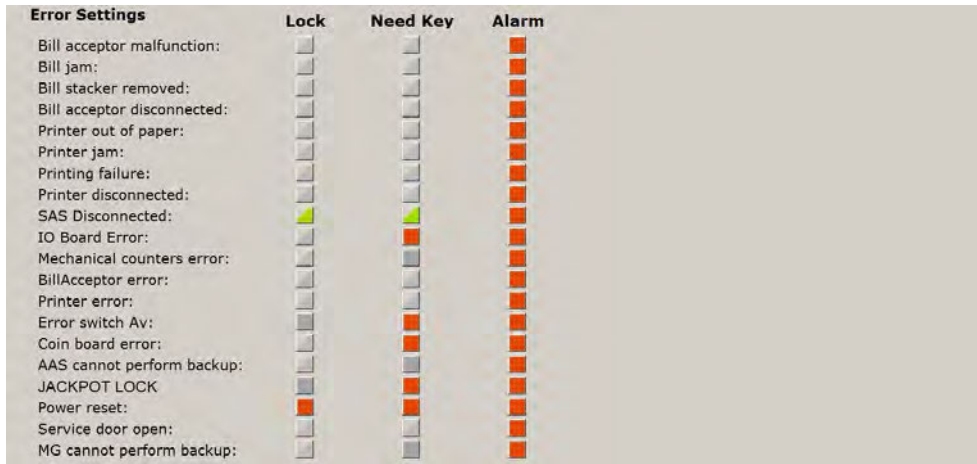 Error Settings Lock Need Key Alarm
Bill acceptor malfunction:
Bill jam:
Bill stacker removed:
Bill acceptor disconnected:
Printer out of paper:
Printer jam:
Printing failure:
Printer disconnected:
SAS Disconnected:
IO Board Error:
Mechanical counters error:
BillAcceptor error:
Printer error:
Error switch Av:
Coin board error:
AAS cannot perform backup:
JACKPOT LOCK
Power reset:
Service door open:
MG cannot perform backup: